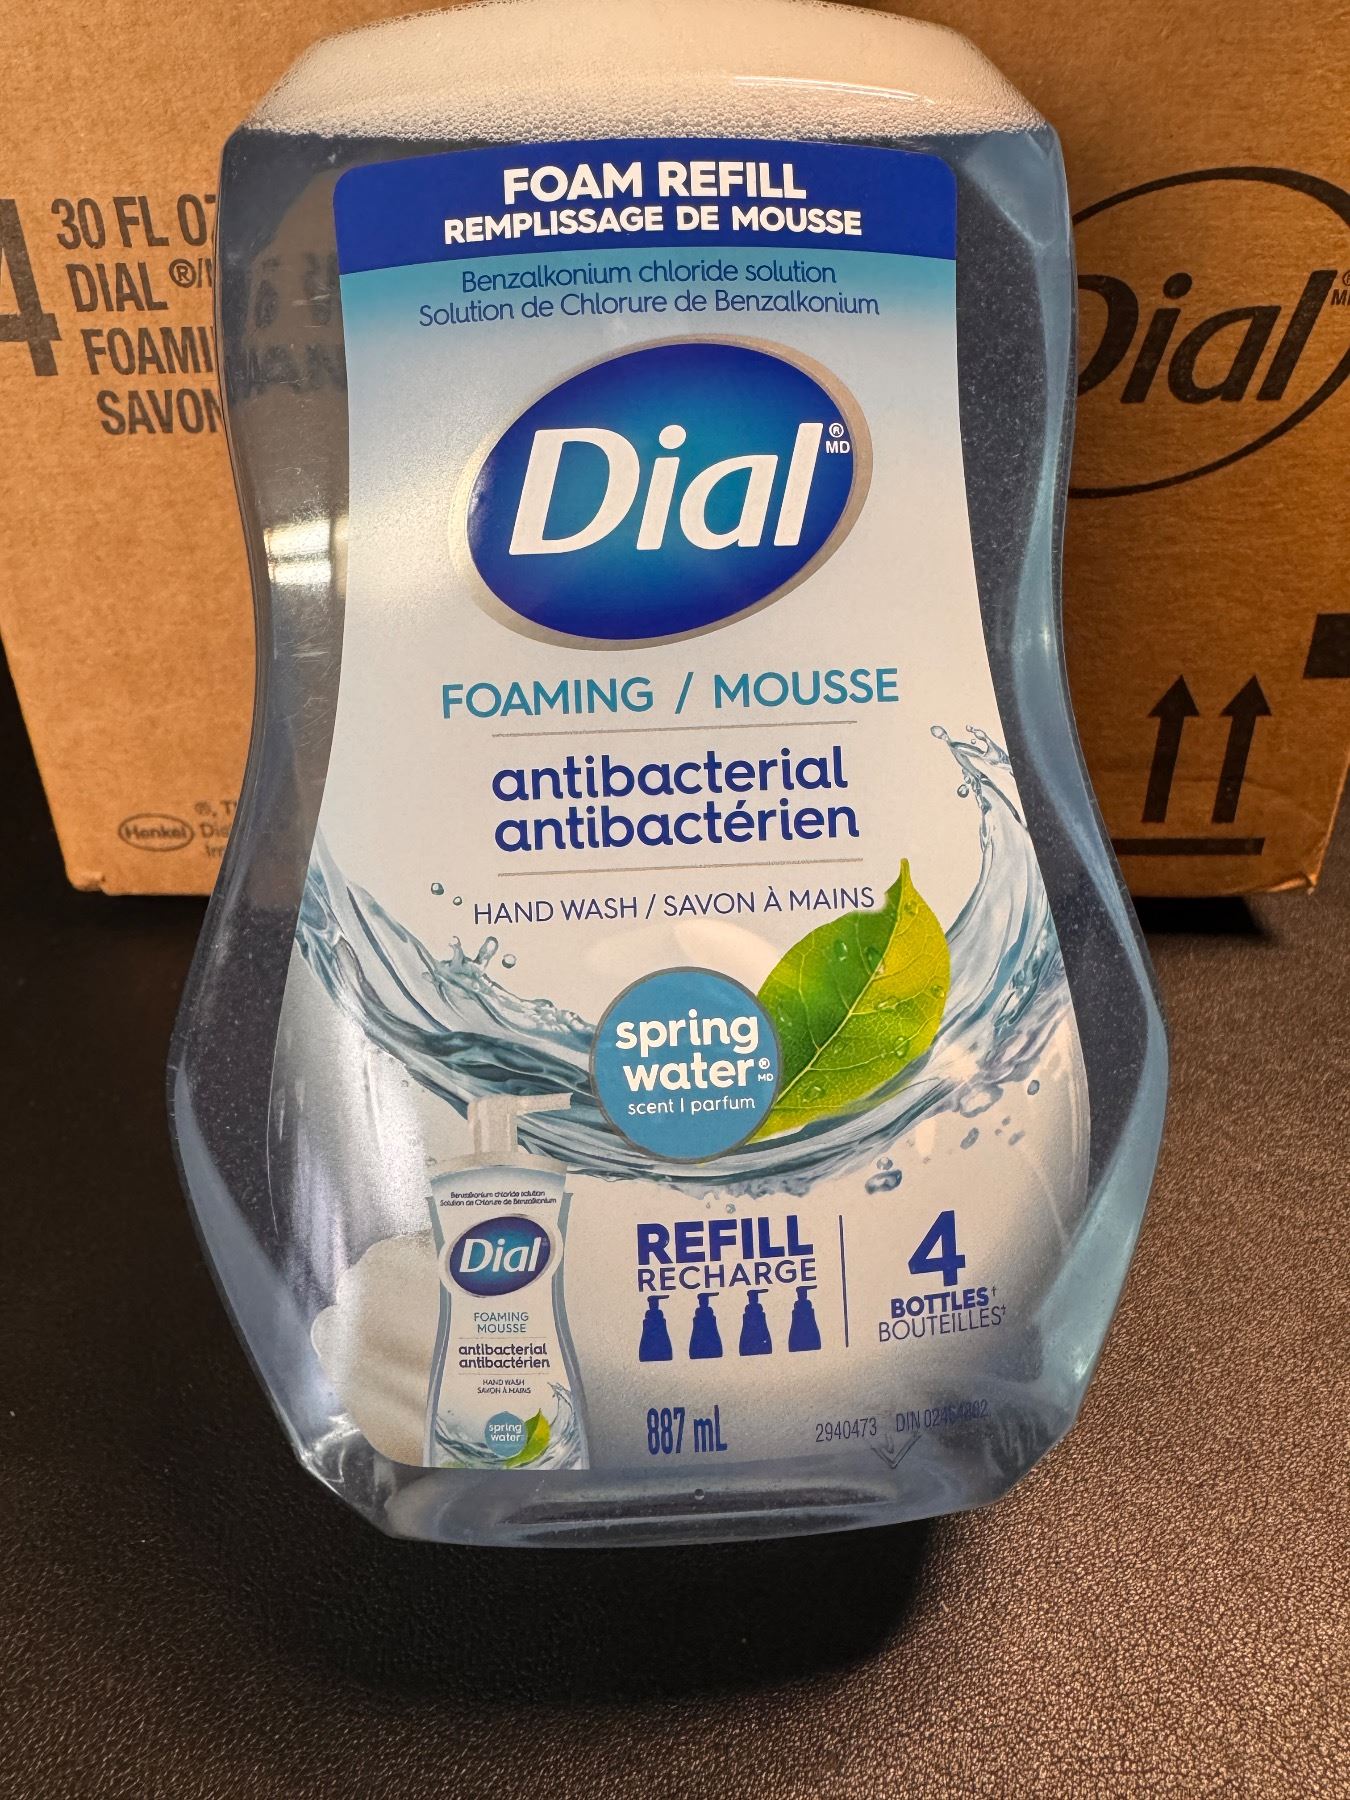 4
30 FL OZ
DIAL ®/
FOAMI
SAVON
Dial
®
Henkel
FOAM REFILL
REMPLISSAGE DE MOUSSE
Benzalkonium chloride solution
Solution de Chlorure de Benzalkonium
Dial ® MD
FOAMING / MOUSSE
antibacterial
antibactérien
HAND WASH / SAVON À MAINS
spring
water ® MD
scent | parfum
Benzalkonium chloride solution
Solution de Chlorure de Benzalkonium
Dial
FOAMING
MOUSSE
antibacterial
antibactérien
HAND WASH
SAVON À MAINS
spring
water
REFILL
RECHARGE
4
BOTTLES†
BOUTEILLES†
887 mL
2940473 DIN